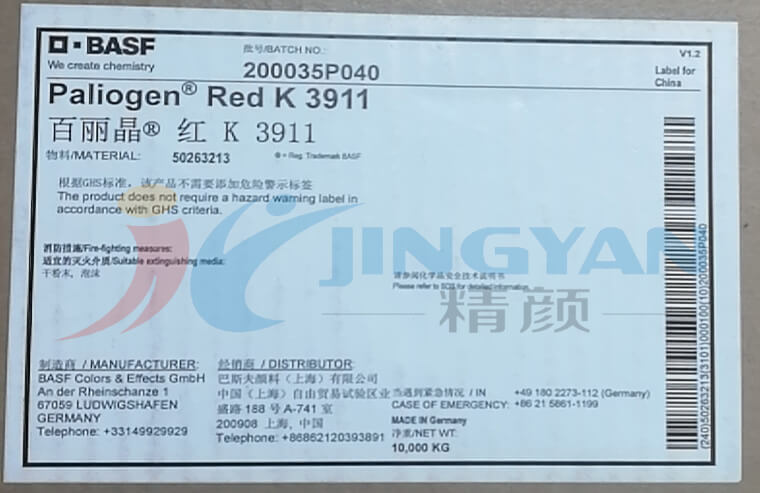 BASF
We create chemistry
批号/BATCH NO.:
200035P040
V1.2
Label for
China
Paliogen® Red K 3911
百丽晶® 红 K 3911
物料/MATERIAL: 50263213 ® = Reg. Trademark BASF
根据GHS标准，该产品不需要添加危险警示标签
The product does not require a hazard warning label in
accordance with GHS criteria.
消防措施/Fire-fighting measures:
适宜的灭火介质/Suitable extinguishing media:
干粉末，泡沫
请参阅化学品安全技术说明书
Please refer to SDS for detailed information.
JINGYAN
精颜
制造商 / MANUFACTURER:
BASF Colors & Effects GmbH
An der Rheinschanze 1
67059 LUDWIGSHAFEN
GERMANY
Telephone: +33149929929
经销商 / DISTRIBUTOR:
巴斯夫颜料（上海）有限公司
中国（上海）自由贸易试验区业
盛路 188 号 A-741 室
200908 上海, 中国
Telephone: +86862120393891
当遇到紧急情况 / IN
CASE OF EMERGENCY:
+49 180 2273-112 (Germany)
+86 21 5861-1199
MADE IN Germany
净重/NET WT:
10,000 KG
(240)50263213(3101)000100(10)200035P040